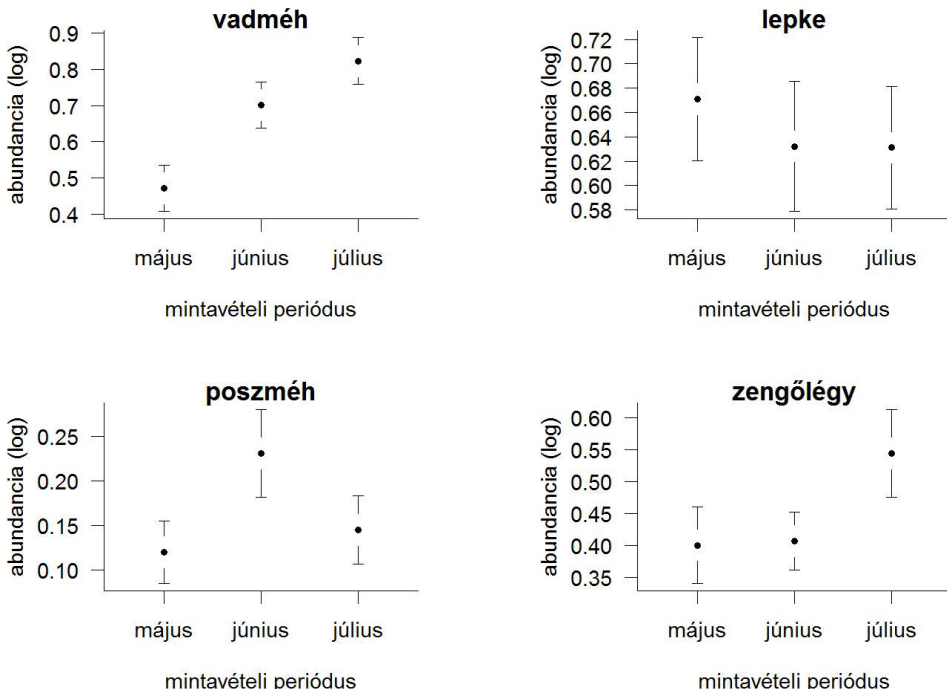 vadméh
abundancia (log)
0.9
0.8
0.7
0.6
0.5
0.4
május június július
mintavételi periódus
lepke
abundancia (log)
0.72
0.70
0.68
0.66
0.64
0.62
0.60
0.58
május június július
mintavételi periódus
poszméh
abundancia (log)
0.25
0.20
0.15
0.10
május június július
mintavételi periódus
zengőlégy
abundancia (log)
0.60
0.55
0.50
0.45
0.40
0.35
május június július
mintavételi periódus